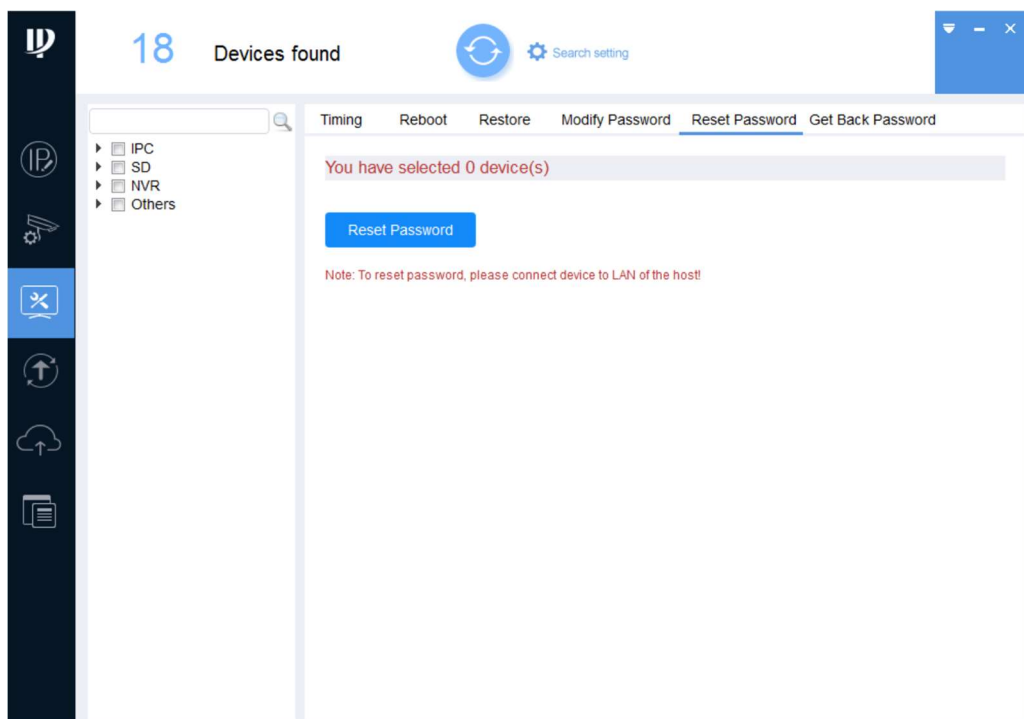 18 Devices found Search setting
Timing Reboot Restore Modify Password Reset Password Get Back Password
IPC
SD
NVR
Others
You have selected 0 device(s)
Reset Password
Note: To reset password, please connect device to LAN of the host!
IP